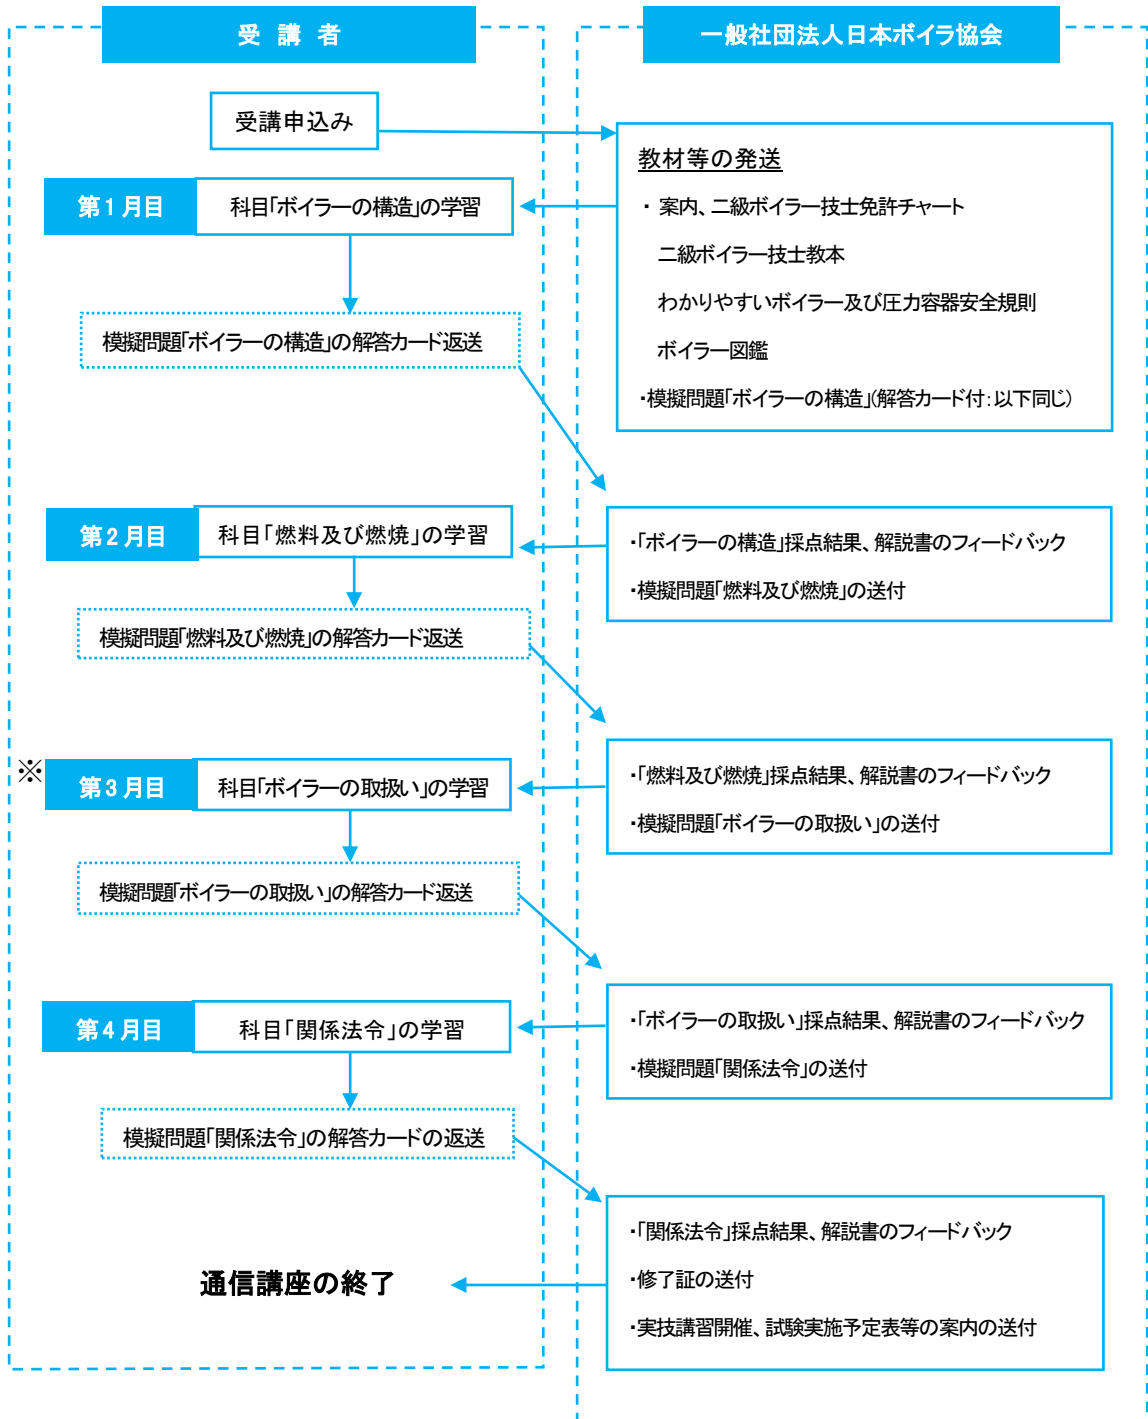 受 講 者
一般社団法人日本ボイラ協会
受講申込み
教材等の発送
・ 案内、二級ボイラー技士免許チャート
二級ボイラー技士教本
わかりやすいボイラー及び圧力容器安全規則
ボイラー図鑑
・模擬問題「ボイラーの構造」(解答カード付:以下同じ)
第1月目
科目「ボイラーの構造」の学習
模擬問題「ボイラーの構造」の解答カード返送
第2月目
科目「燃料及び燃焼」の学習
・「ボイラーの構造」採点結果、解説書のフィードバック
・模擬問題「燃料及び燃焼」の送付
模擬問題「燃料及び燃焼」の解答カード返送
※
第3月目
科目「ボイラーの取扱い」の学習
・「燃料及び燃焼」採点結果、解説書のフィードバック
・模擬問題「ボイラーの取扱い」の送付
模擬問題「ボイラーの取扱い」の解答カード返送
第4月目
科目「関係法令」の学習
・「ボイラーの取扱い」採点結果、解説書のフィードバック
・模擬問題「関係法令」の送付
模擬問題「関係法令」の解答カードの返送
・「関係法令」採点結果、解説書のフィードバック
・修了証の送付
・実技講習開催、試験実施予定表等の案内の送付
通信講座の終了